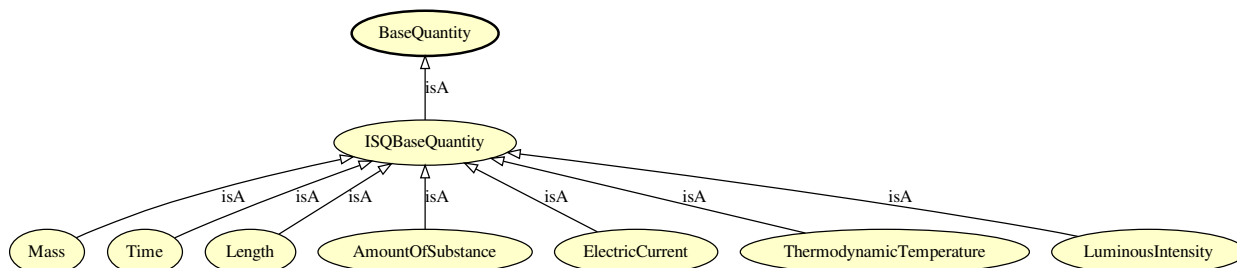 BaseQuantity
isA
ISQBaseQuantity
isA isA isA isA isA isA isA
Mass Time Length AmountOfSubstance ElectricCurrent ThermodynamicTemperature LuminousIntensity